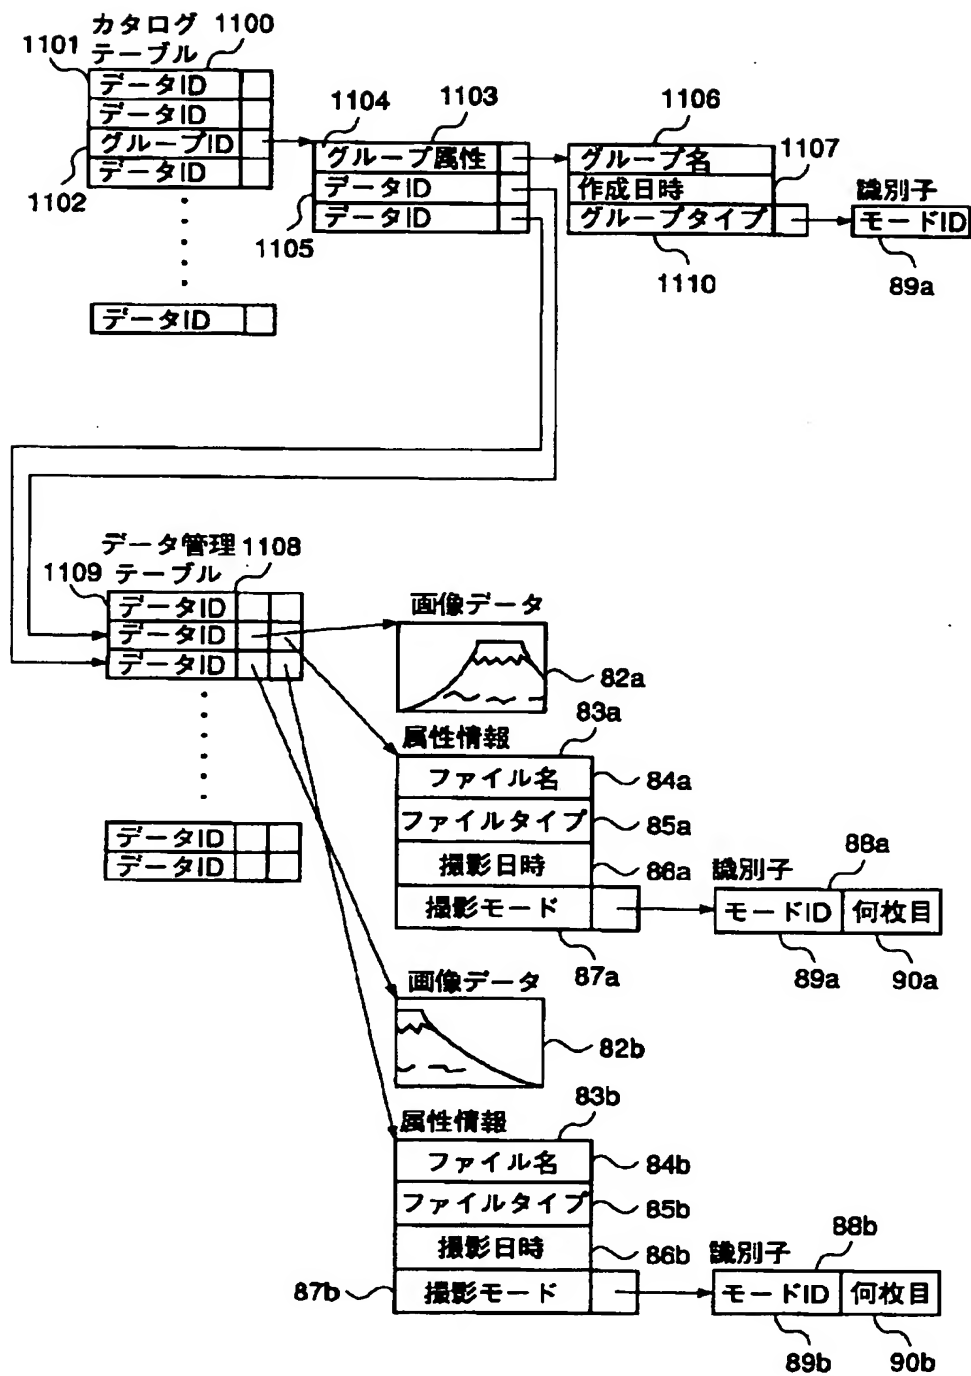 カタログ
テーブル
1100
1101
データID
データID
グループID
データID
1102
データID
1104
1103
グループ属性
データID
データID
1105
1106
グループ名
作成日時
グループタイプ
1107
1110
識別子
モードID
89a
データ管理
テーブル
1108
1109
データID
データID
データID
データID
データID
画像データ
82a
属性情報
83a
ファイル名
84a
ファイルタイプ
85a
撮影日時
86a
撮影モード
87a
識別子
88a
モードID
何枚目
89a
90a
画像データ
82b
属性情報
83b
ファイル名
84b
ファイルタイプ
85b
撮影日時
86b
撮影モード
87b
識別子
88b
モードID
何枚目
89b
90b